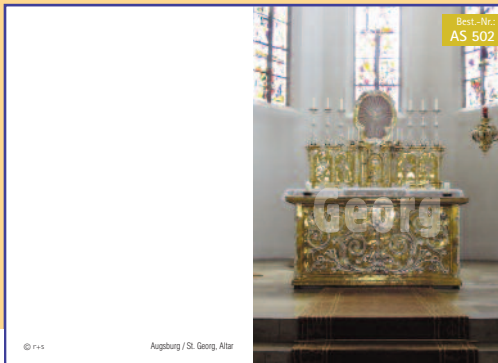 Best.-Nr.:
AS 502
Georg
© r+s
Augsburg / St. Georg, Altar